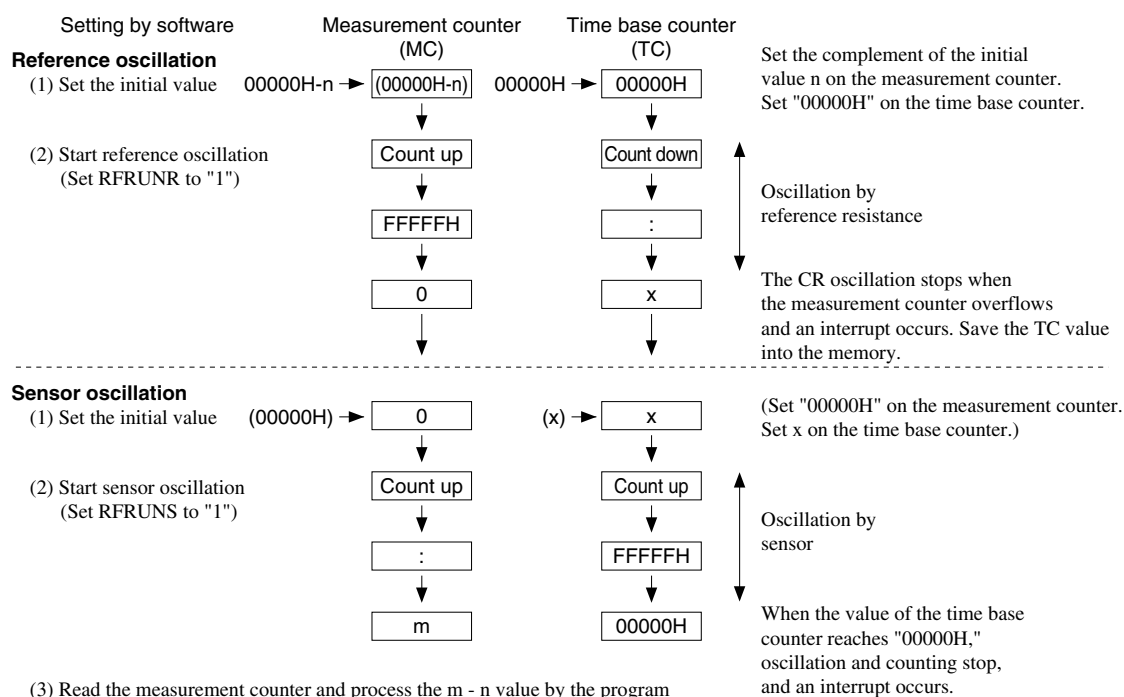 Setting by software
Measurement counter
(MC)
Time base counter
(TC)
Reference oscillation
(1) Set the initial value
00000H-n
(00000H-n)
00000H
00000H
Set the complement of the initial
value n on the measurement counter.
Set "00000H" on the time base counter.
(2) Start reference oscillation
(Set RFRUNR to "1")
Count up
Count down
Oscillation by
reference resistance
FFFFFH
:
0
x
The CR oscillation stops when
the measurement counter overflows
and an interrupt occurs. Save the TC value
into the memory.
Sensor oscillation
(1) Set the initial value
(00000H)
0
(x)
x
(Set "00000H" on the measurement counter.
Set x on the time base counter.)
(2) Start sensor oscillation
(Set RFRUNS to "1")
Count up
Count up
Oscillation by
sensor
:
FFFFFH
m
00000H
When the value of the time base
counter reaches "00000H,"
oscillation and counting stop,
and an interrupt occurs.
(3) Read the measurement counter and process the m - n value by the program